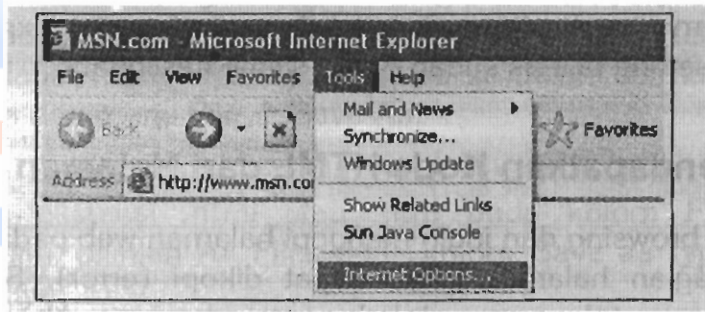 MSN.com - Microsoft Internet Explorer
File Edit View Favorites Tools Help
Mail and News
Back
Synchronize...
Favorites
Windows Update
Address http://www.msn.co
Show Related Links
Sun Java Console
Internet Options...